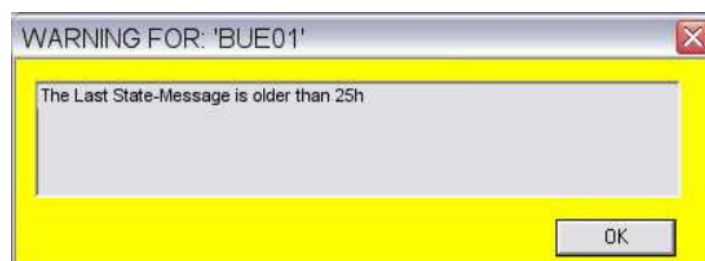 WARNING FOR: 'BUE01'
The Last State-Message is older than 25h
OK